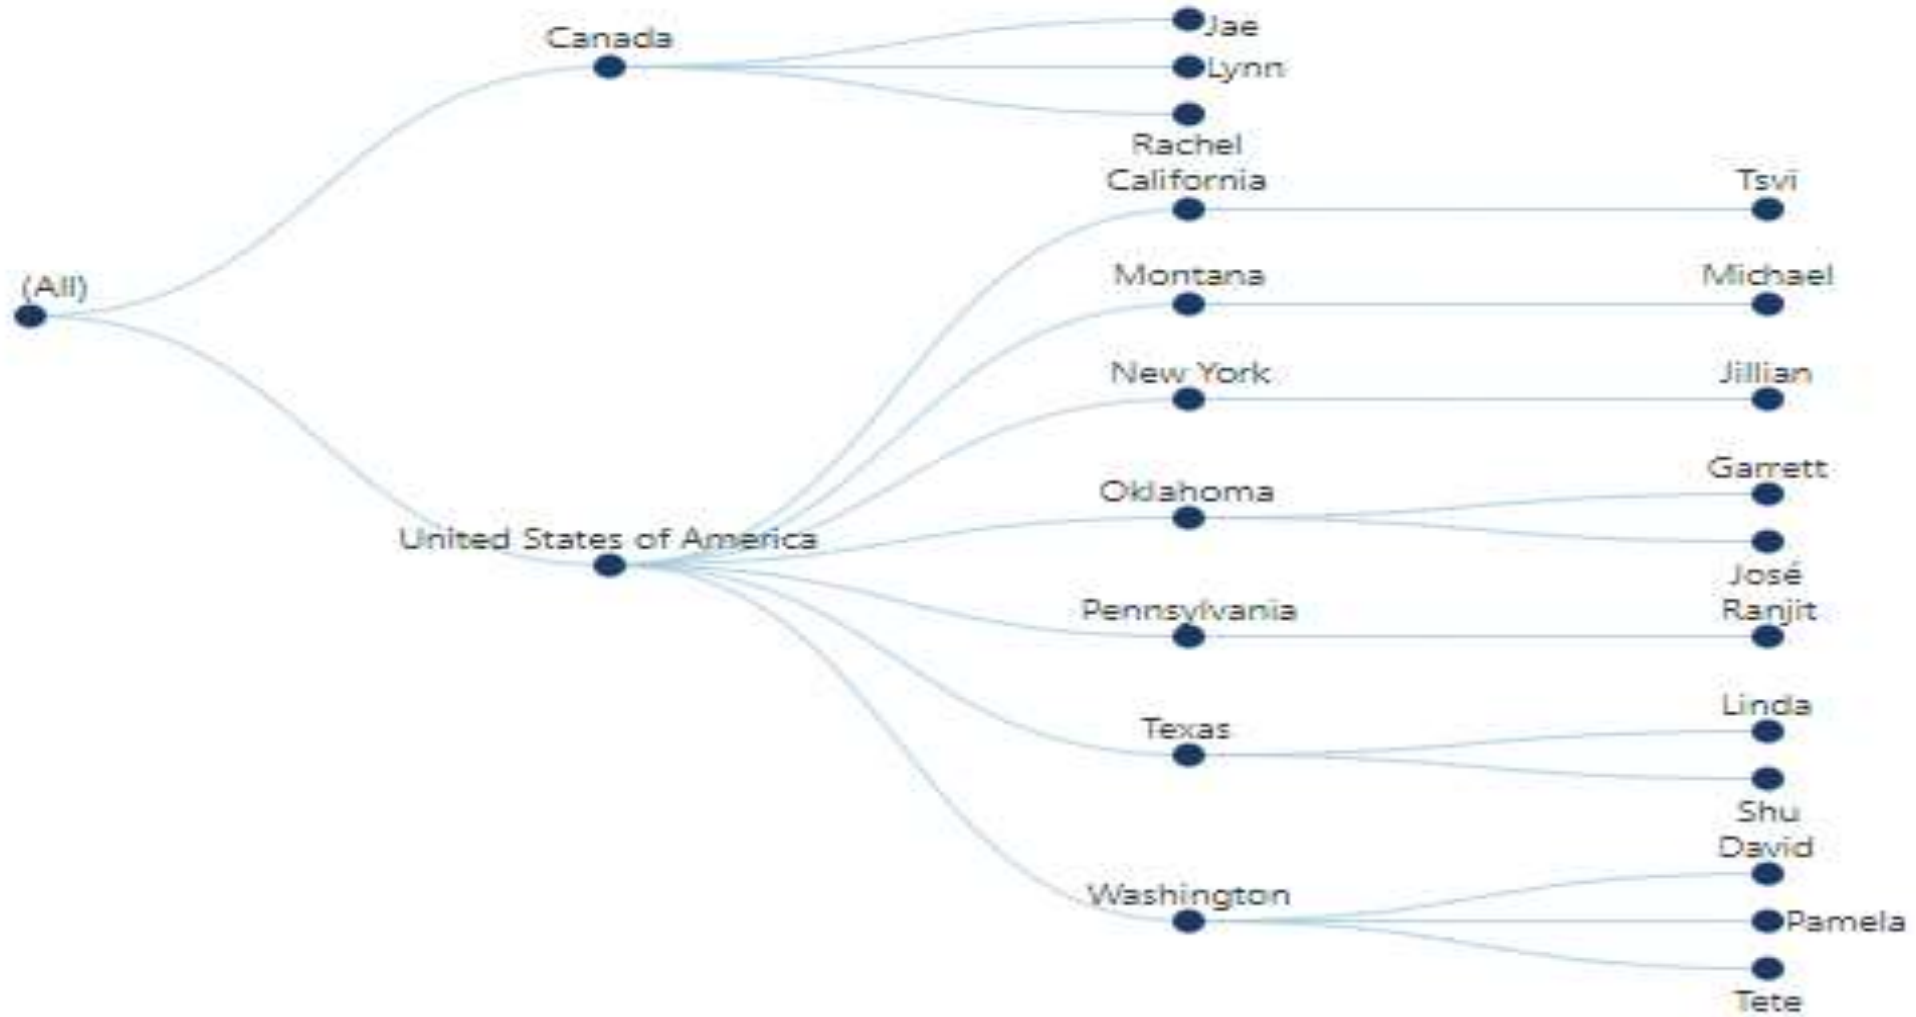 Canada
Jae
Lynn
Rachel
California
Tsvi
Montana
Michael
(All)
New York
Jillian
Oklahoma
Garrett
United States of America
José
Pennsylvania
Ranjit
Texas
Linda
Shu
David
Washington
Pamela
Tete